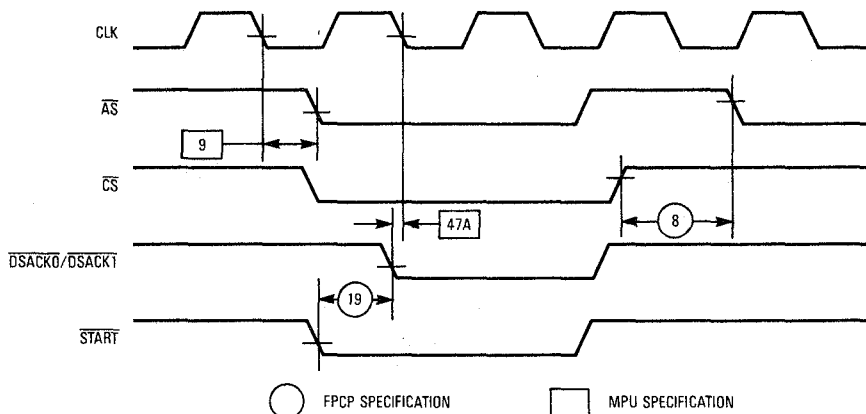 CLK
AS
9
CS
47A
8
DSACK0/DSACK1
19
START
FPCP SPECIFICATION
MPU SPECIFICATION